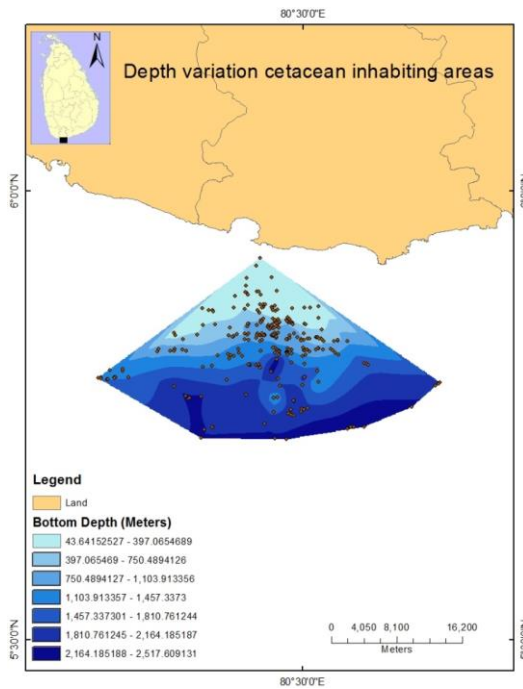 80°30'0"E
N
Depth variation cetacean inhabiting areas
6°0'0"N
Legend
Land
Bottom Depth (Meters)
43.64152527 - 397.0654689
397.065469 - 750.4894126
750.4894127 - 1,103.913356
1,103.913357 - 1,457.3373
1,457.337301 - 1,810.761244
1,810.761245 - 2,164.185187
2,164.185188 - 2,517.609131
0 4,050 8,100 16,200
Meters
5°30'0"N
80°30'0"E